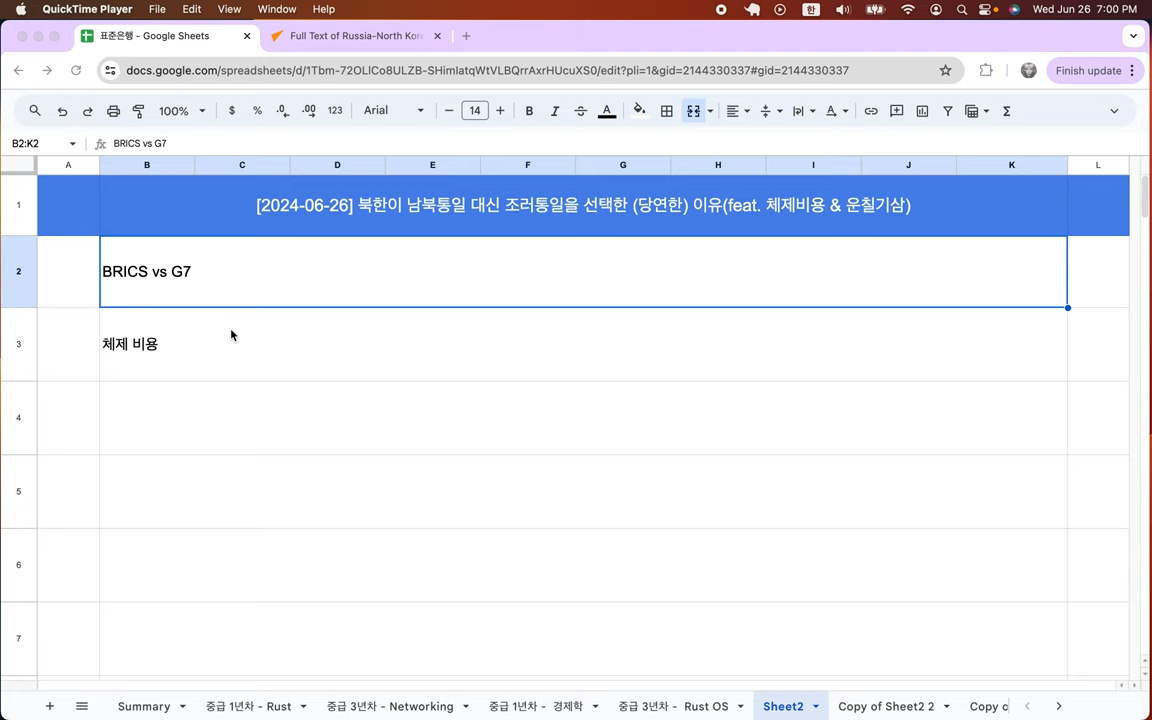 QuickTime Player File Edit View Window Help 한 Wed Jun 26 7:00 PM
표준은행 - Google Sheets Full Text of Russia-North Kor
docs.google.com/spreadsheets/d/1Tbm-72OLlCo8ULZB-SHimlatqWtVLBQrrAxrHUcuXS0/edit?pli=1&gid=2144330337#gid=2144330337 Finish update
100% $ % .0 .00 123 Arial 14 B I A
B2:K2 fx BRICS vs G7
A B C D E F G H I J K L
1 [2024-06-26] 북한이 남북통일 대신 조러통일을 선택한 (당연한) 이유(feat. 체제비용 & 운칠기삼)
2 BRICS vs G7
3 체제 비용
4
5
6
7
Summary 중급 1년차 - Rust 중급 3년차 - Networking 중급 1년차 - 경제학 중급 3년차 - Rust OS Sheet2 Copy of Sheet2 2 Copy o